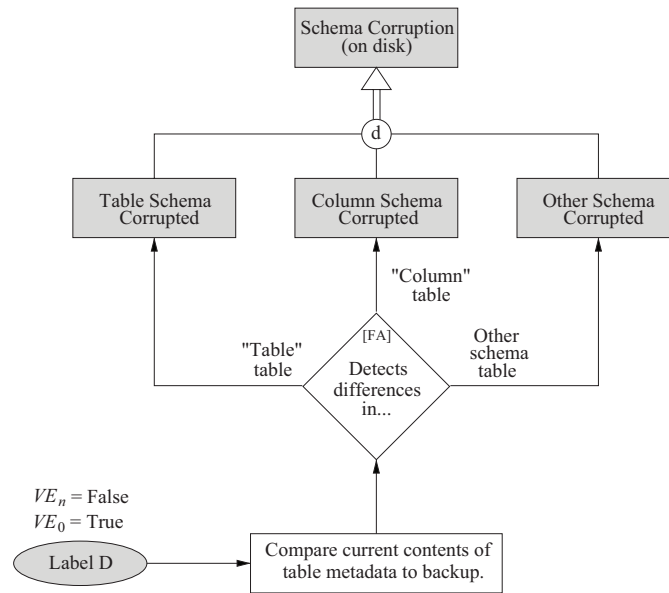 Schema Corruption
(on disk)
d
Table Schema
Corrupted
Column Schema
Corrupted
Other Schema
Corrupted
"Column"
table
"Table"
table
[FA]
Detects
differences
in...
Other
schema
table
VEn = False
VE0 = True
Label D
Compare current contents of
table metadata to backup.